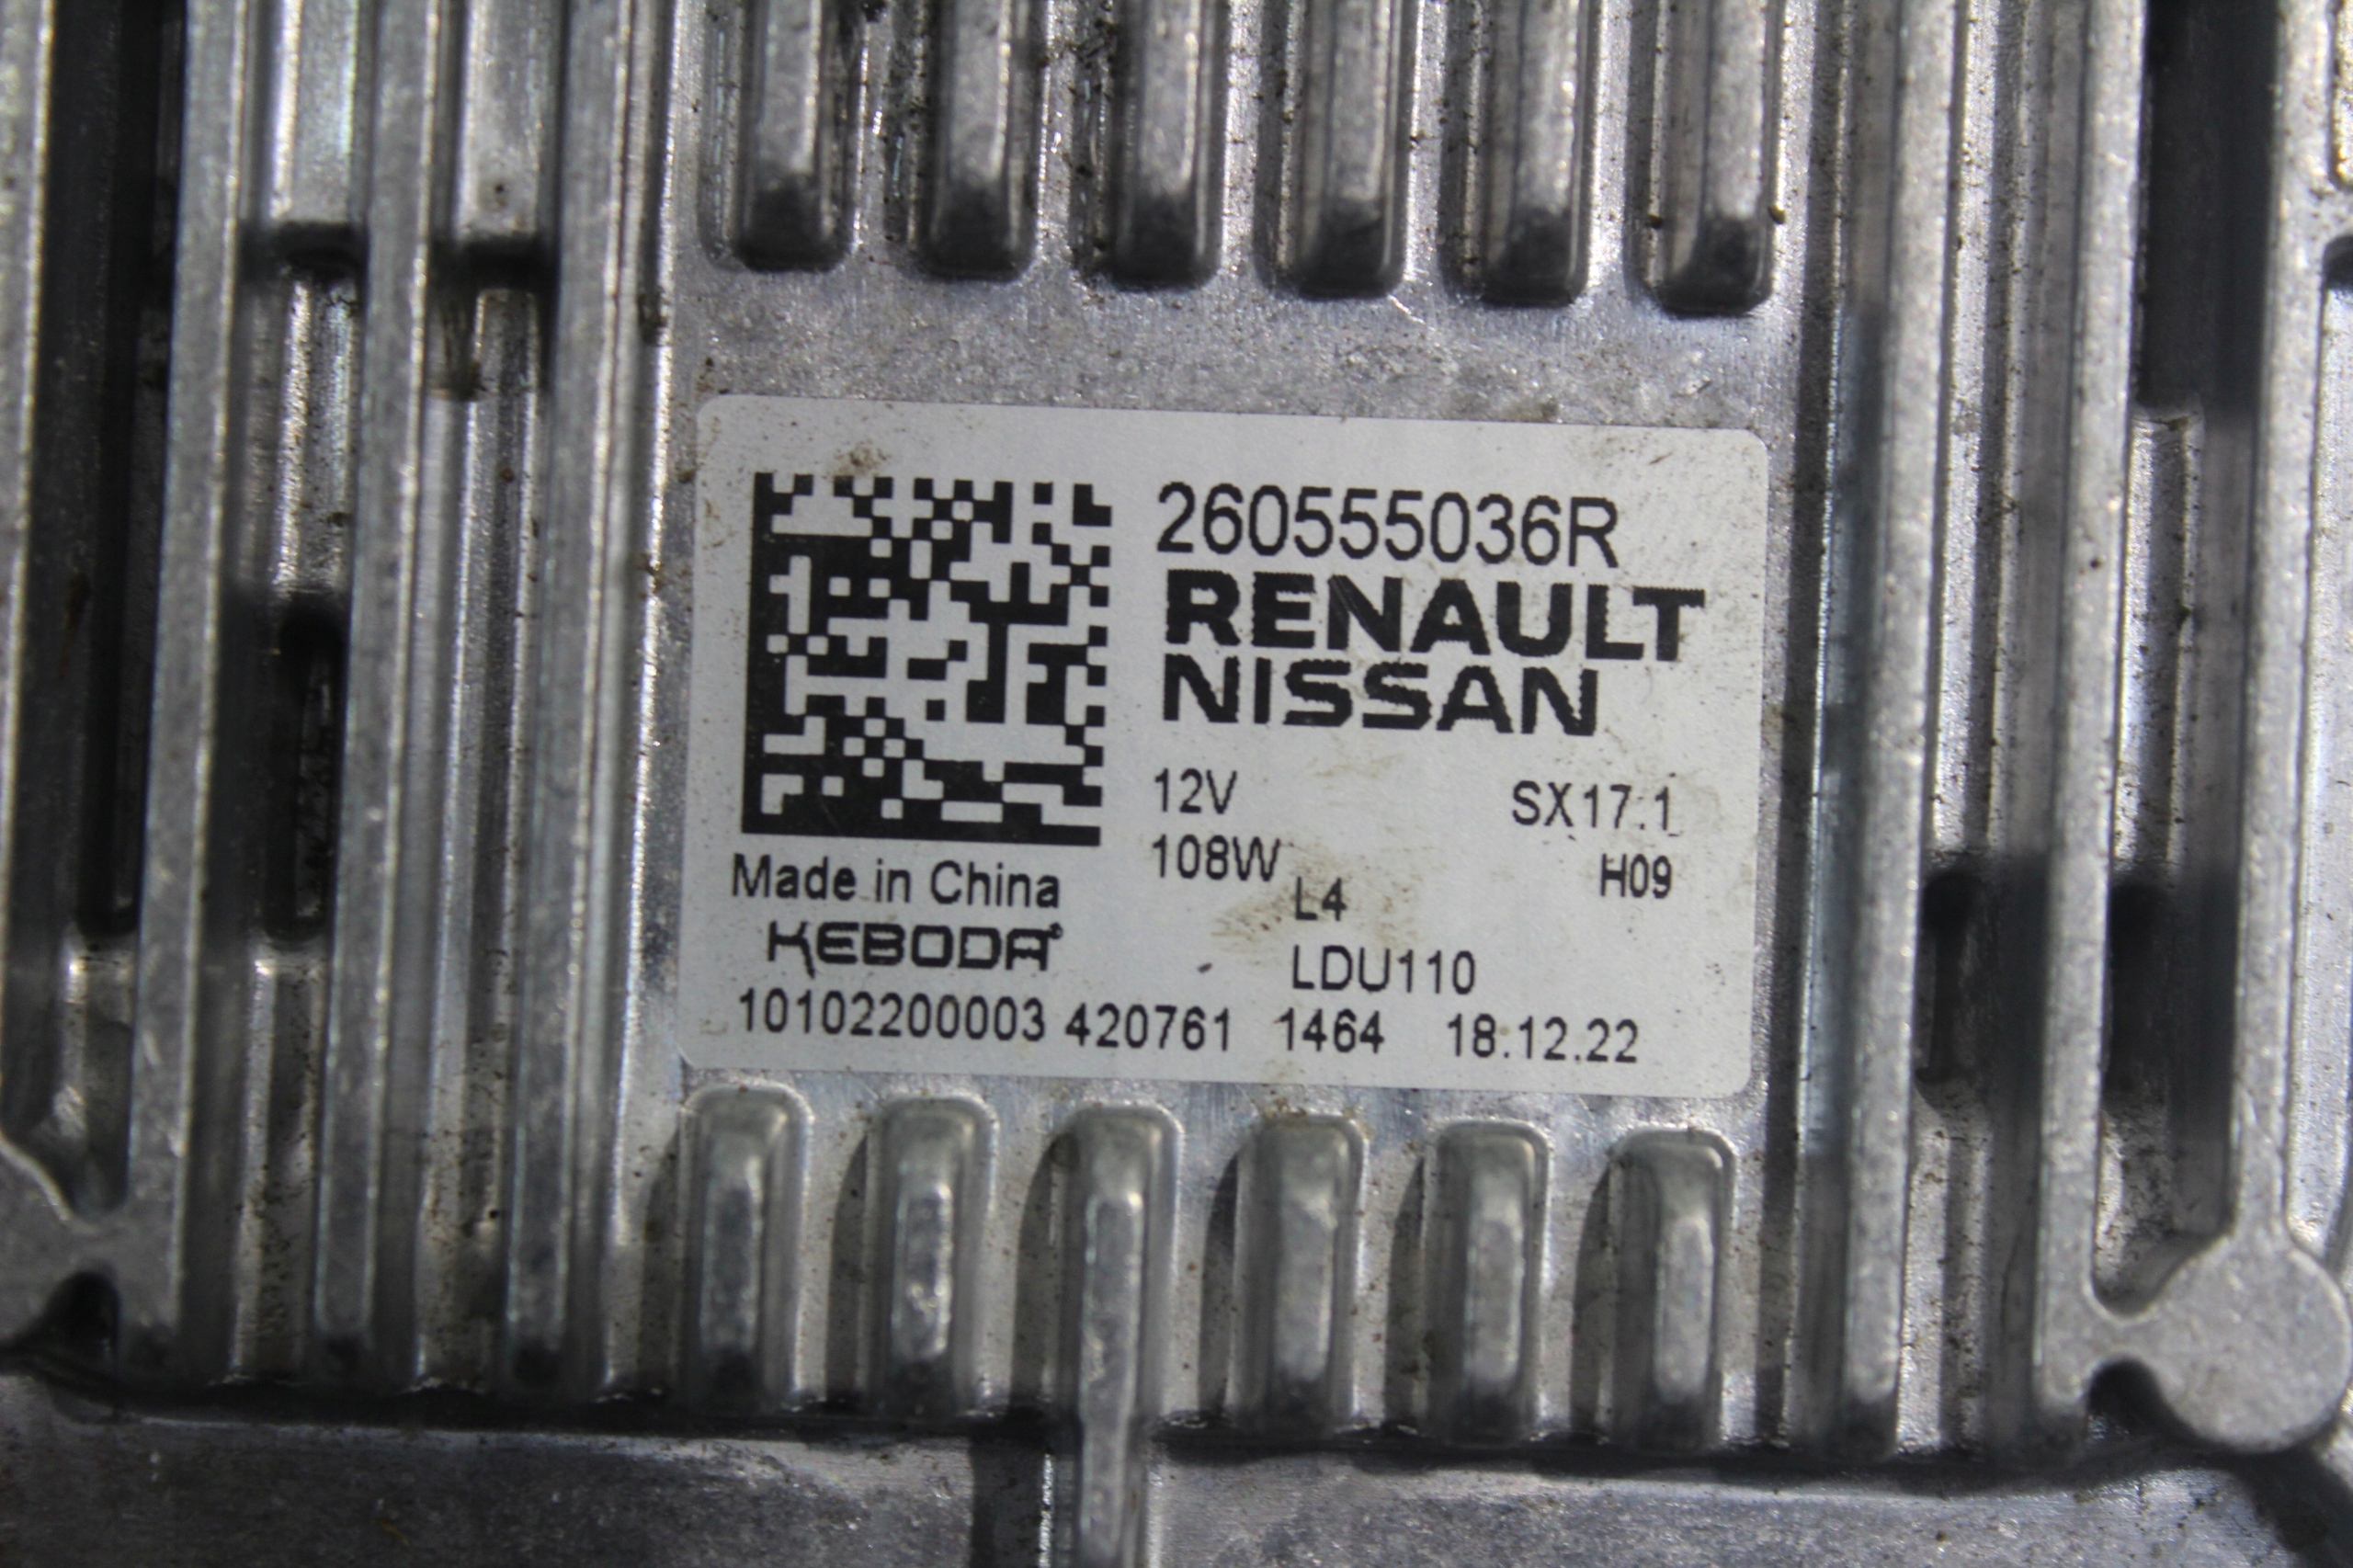 260555036R
RENAULT
NISSAN
12V SX17.1
108W H09
L4
Made in China
KEBODA
LDU110
10102200003 420761 1464 18.12.22